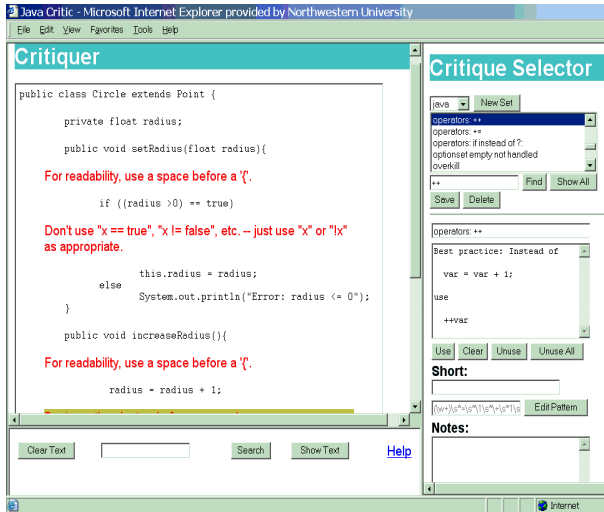 Java Critic - Microsoft Internet Explorer provided by Northwestern University
File Edit View Favorites Tools Help
Critiquer
public class Circle extends Point {
private float radius;
public void setRadius(float radius){
For readability, use a space before a '{'.
if ((radius >0) == true)
Don't use "x == true", "x != false", etc. -- just use "x" or "!x"
as appropriate.
this.radius = radius;
else
System.out.println("Error: radius <= 0");
}
public void increaseRadius(){
For readability, use a space before a '{'.
radius = radius + 1;
Clear Text Search Show Text Help
Critique Selector
java New Set
operators: ++
operators: +=
operators: if instead of ?:
optionset empty not handled
overkill
++ Find Show All
Save Delete
operators: ++
Best practice: Instead of
var = var + 1;
use
++var
Use Clear Unuse Unuse All
Short:
(\w+)\s*=\s*\1\s*\+\s*1\s Edit Pattern
Notes:
Internet